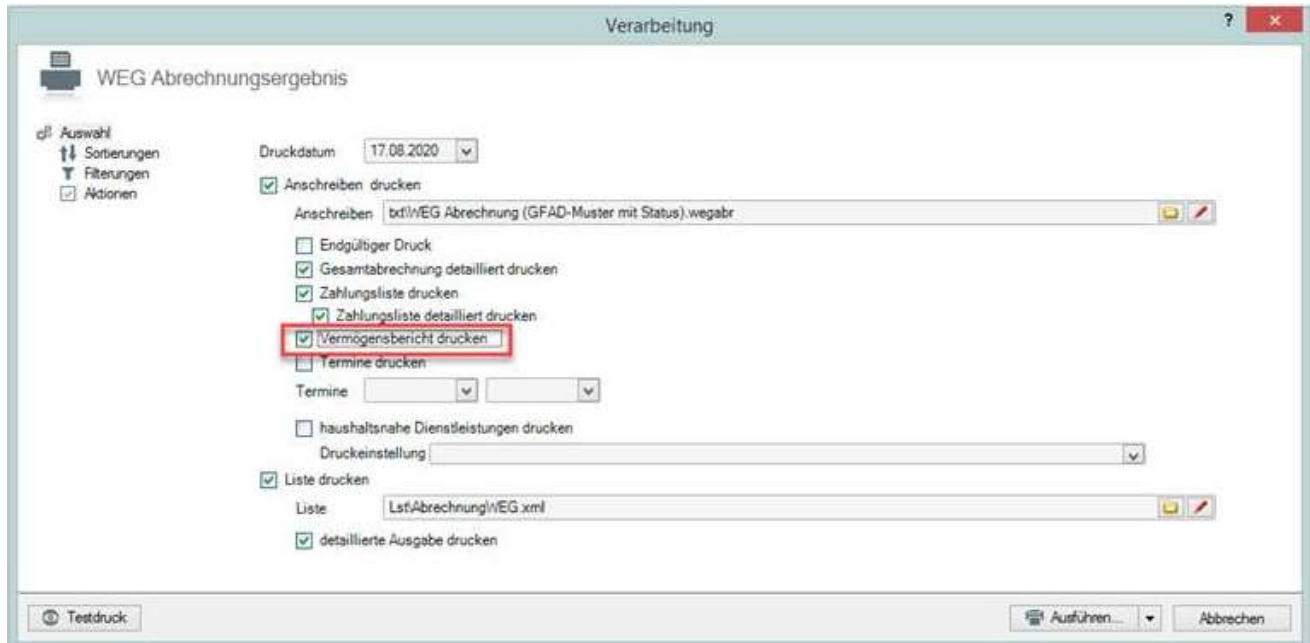 Verarbeitung
?
WEG Abrechnungsergebnis
Auswahl
Sortierungen
Filterungen
Aktionen
Druckdatum 17.08.2020
Anschreiben drucken
Anschreiben txt\WEG Abrechnung (GFAD-Muster mit Status).wegabr
Endgültiger Druck
Gesamtabrechnung detailliert drucken
Zahlungsliste drucken
Zahlungsliste detailliert drucken
Vermögensbericht drucken
Termine drucken
Termine
haushaltsnahe Dienstleistungen drucken
Druckeinstellung
Liste drucken
Liste Lst\AbrechnungWEG.xml
detaillierte Ausgabe drucken
Testdruck Ausführen... Abbrechen